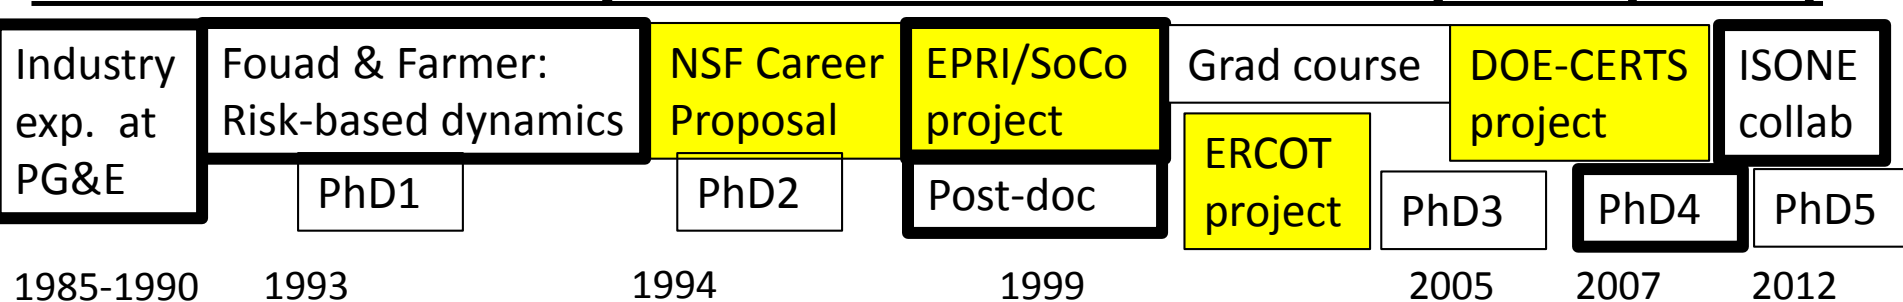 Industry
exp. at
PG&E
Fouad & Farmer:
Risk-based dynamics
PhD1
NSF Career
Proposal
PhD2
EPRI/SoCo
project
Post-doc
Grad course
ERCOT
project
PhD3
DOE-CERTS
project
PhD4
ISONE
collab
PhD5
1985-1990 1993 1994 1999 2005 2007 2012